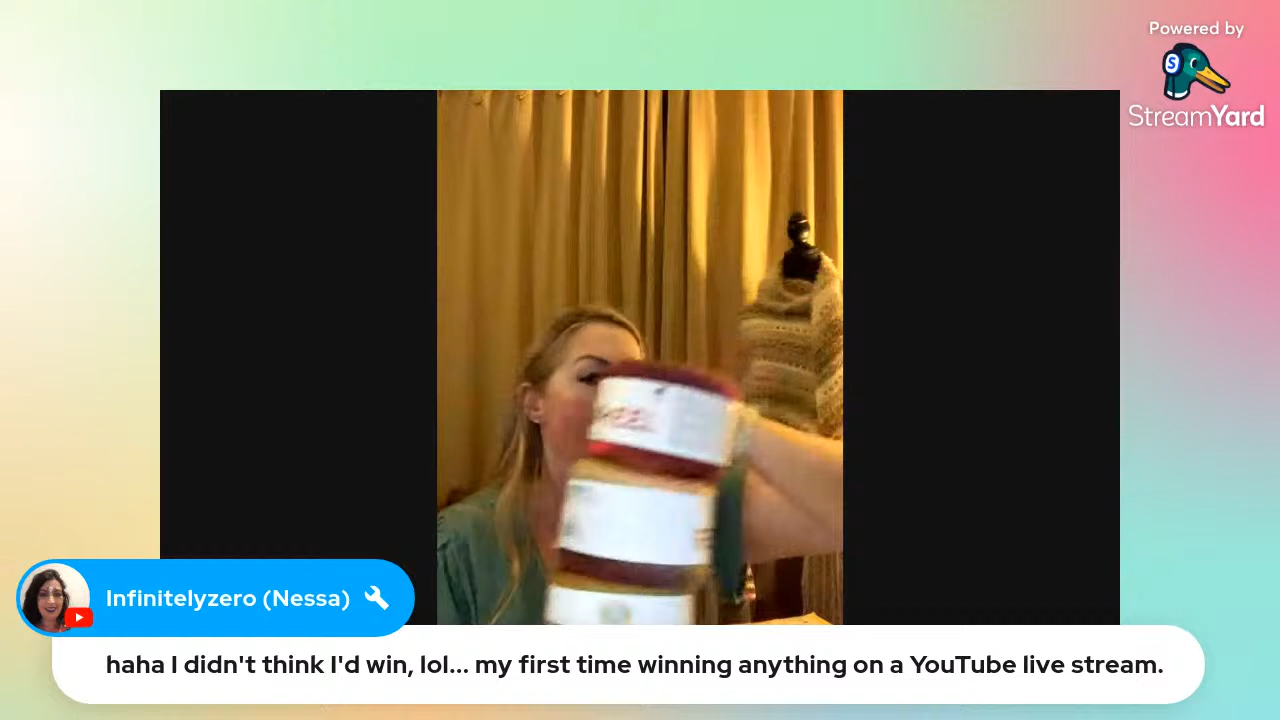 Powered by
StreamYard
Infinitelyzero (Nessa)
haha I didn't think I'd win, lol... my first time winning anything on a YouTube live stream.